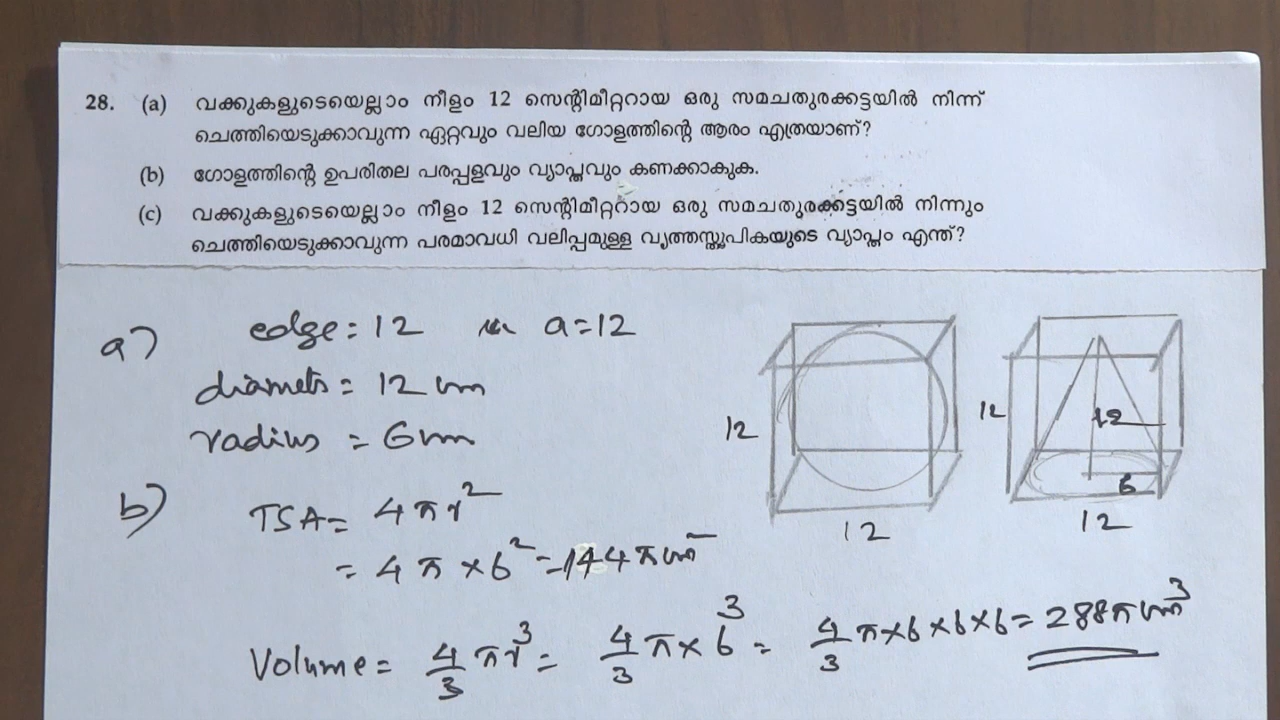 28. (a) വക്കുകളുടെയെല്ലാം നീളം 12 സെന്റിമീറ്ററായ ഒരു സമചതുരക്കട്ടയിൽ നിന്ന്
ചെത്തിയെടുക്കാവുന്ന ഏറ്റവും വലിയ ഗോളത്തിന്റെ ആരം എത്രയാണ്?
(b) ഗോളത്തിന്റെ ഉപരിതല പരപ്പളവും വ്യാപ്തവും കണക്കാകുക.
(c) വക്കുകളുടെയെല്ലാം നീളം 12 സെന്റിമീറ്ററായ ഒരു സമചതുരക്കട്ടയിൽ നിന്നും
ചെത്തിയെടുക്കാവുന്ന പരമാവധി വലിപ്പമുള്ള വൃത്തസ്തൂപികയുടെ വ്യാപ്തം എന്ത്?
a) edge = 12 a = 12
diameter = 12 cm
radius = 6 cm
12
12
12
12
6
12
b) TSA = 4πr²
= 4π × 6² = 144π cm²
Volume = 4/3 πr³ = 4/3 π × 6³ = 4/3 π × 6 × 6 × 6 = 288π cm³